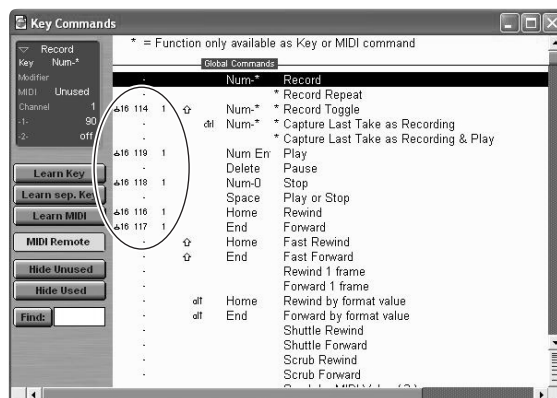 Key Commands
* = Function only available as Key or MIDI command
Record
Key Num-*
Modifier
MIDI Unused
Channel 1
-1- 90
-2- off
Learn Key
Learn sep. Key
Learn MIDI
MIDI Remote
Hide Unused
Hide Used
Find:
Global Commands
Num-* Record
* Record Repeat
16 114 1 Num-* * Record Toggle
ctrl Num-* * Capture Last Take as Recording
* Capture Last Take as Recording & Play
16 119 1 Num En Play
Delete Pause
16 118 1 Num-0 Stop
Space Play or Stop
16 116 1 Home Rewind
16 117 1 End Forward
Home Fast Rewind
End Fast Forward
Rewind 1 frame
Forward 1 frame
alt Home Rewind by format value
alt End Forward by format value
Shuttle Rewind
Shuttle Forward
Scrub Rewind
Scrub Forward